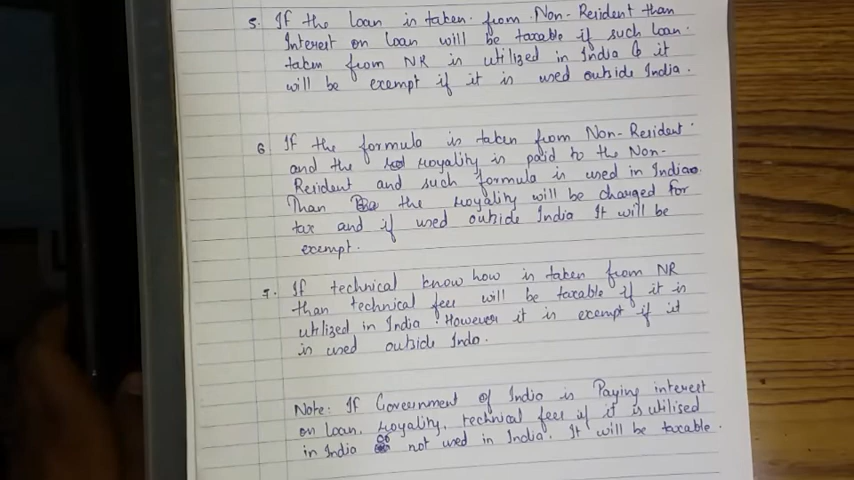 5. If the loan is taken from Non-Resident than
Interest on loan will be taxable if such loan
taken from NR is utilized in India & it
will be exempt if it is used outside India.
6 If the formula is taken from Non-Resident
and the royality is paid to the Non-
Resident and such formula is used in India.
Than the royality will be charged for
tax and if used outside India It will be
exempt.
7. If technical know how is taken from NR
than technical fee will be taxable if it is
utilized in India. However it is exempt if it
is used outside Indo.
Note: If Government of India is Paying interest
on loan, royality, technical fees if it is utilised
in India or not used in India. It will be taxable.